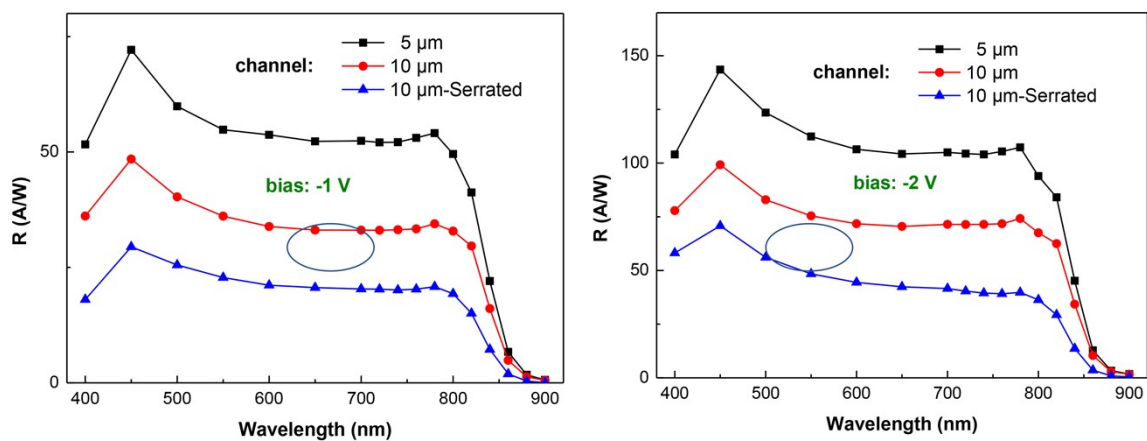 5 µm
channel: 10 µm
10 µm-Serrated
bias: -1 V
50
0
R (A/W)
400 500 600 700 800 900
Wavelength (nm)
150
5 µm
channel: 10 µm
10 µm-Serrated
100
bias: -2 V
50
0
R (A/W)
400 500 600 700 800 900
Wavelength (nm)